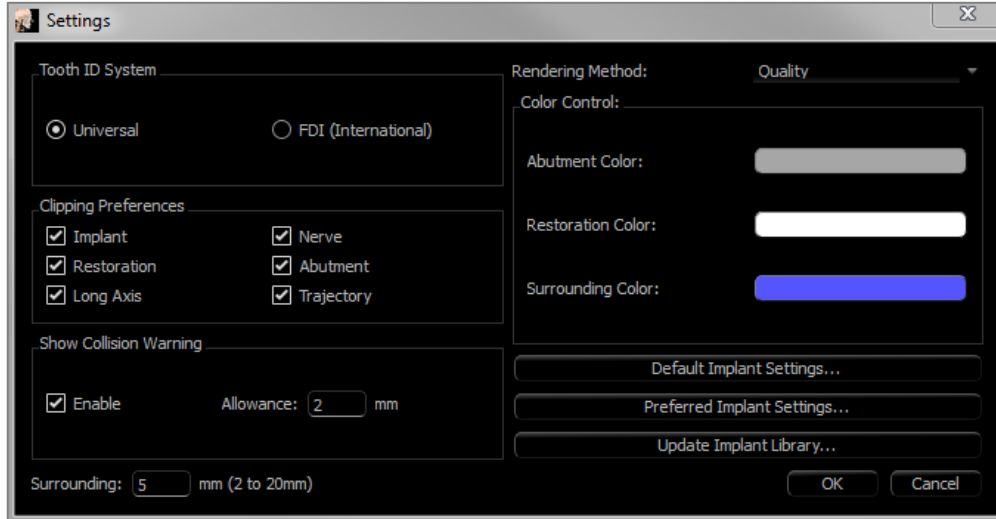 Settings
Tooth ID System
Universal
FDI (International)
Clipping Preferences
Implant
Nerve
Restoration
Abutment
Long Axis
Trajectory
Show Collision Warning
Enable
Allowance: 2 mm
Surrounding: 5 mm (2 to 20mm)
Rendering Method: Quality
Color Control:
Abutment Color:
Restoration Color:
Surrounding Color:
Default Implant Settings...
Preferred Implant Settings...
Update Implant Library...
OK
Cancel